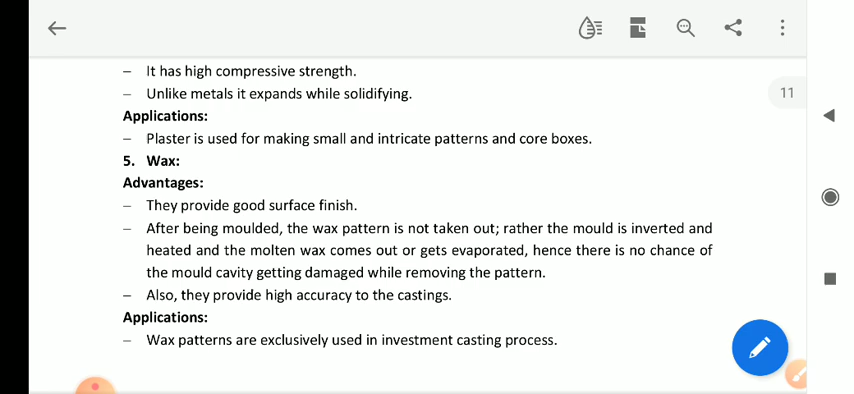 – It has high compressive strength.
– Unlike metals it expands while solidifying.
11
Applications:
– Plaster is used for making small and intricate patterns and core boxes.
5. Wax:
Advantages:
– They provide good surface finish.
– After being moulded, the wax pattern is not taken out; rather the mould is inverted and
heated and the molten wax comes out or gets evaporated, hence there is no chance of
the mould cavity getting damaged while removing the pattern.
– Also, they provide high accuracy to the castings.
Applications:
– Wax patterns are exclusively used in investment casting process.